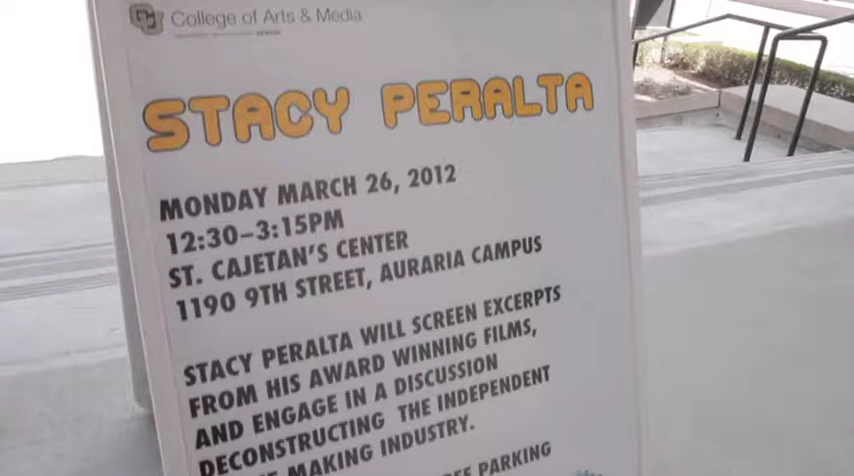 College of Arts & Media
STACY PERALTA
MONDAY MARCH 26, 2012
12:30–3:15PM
ST. CAJETAN'S CENTER
1190 9TH STREET, AURARIA CAMPUS
STACY PERALTA WILL SCREEN EXCERPTS
FROM HIS AWARD WINNING FILMS,
AND ENGAGE IN A DISCUSSION
DECONSTRUCTING THE INDEPENDENT
MAKING INDUSTRY.
PARKING